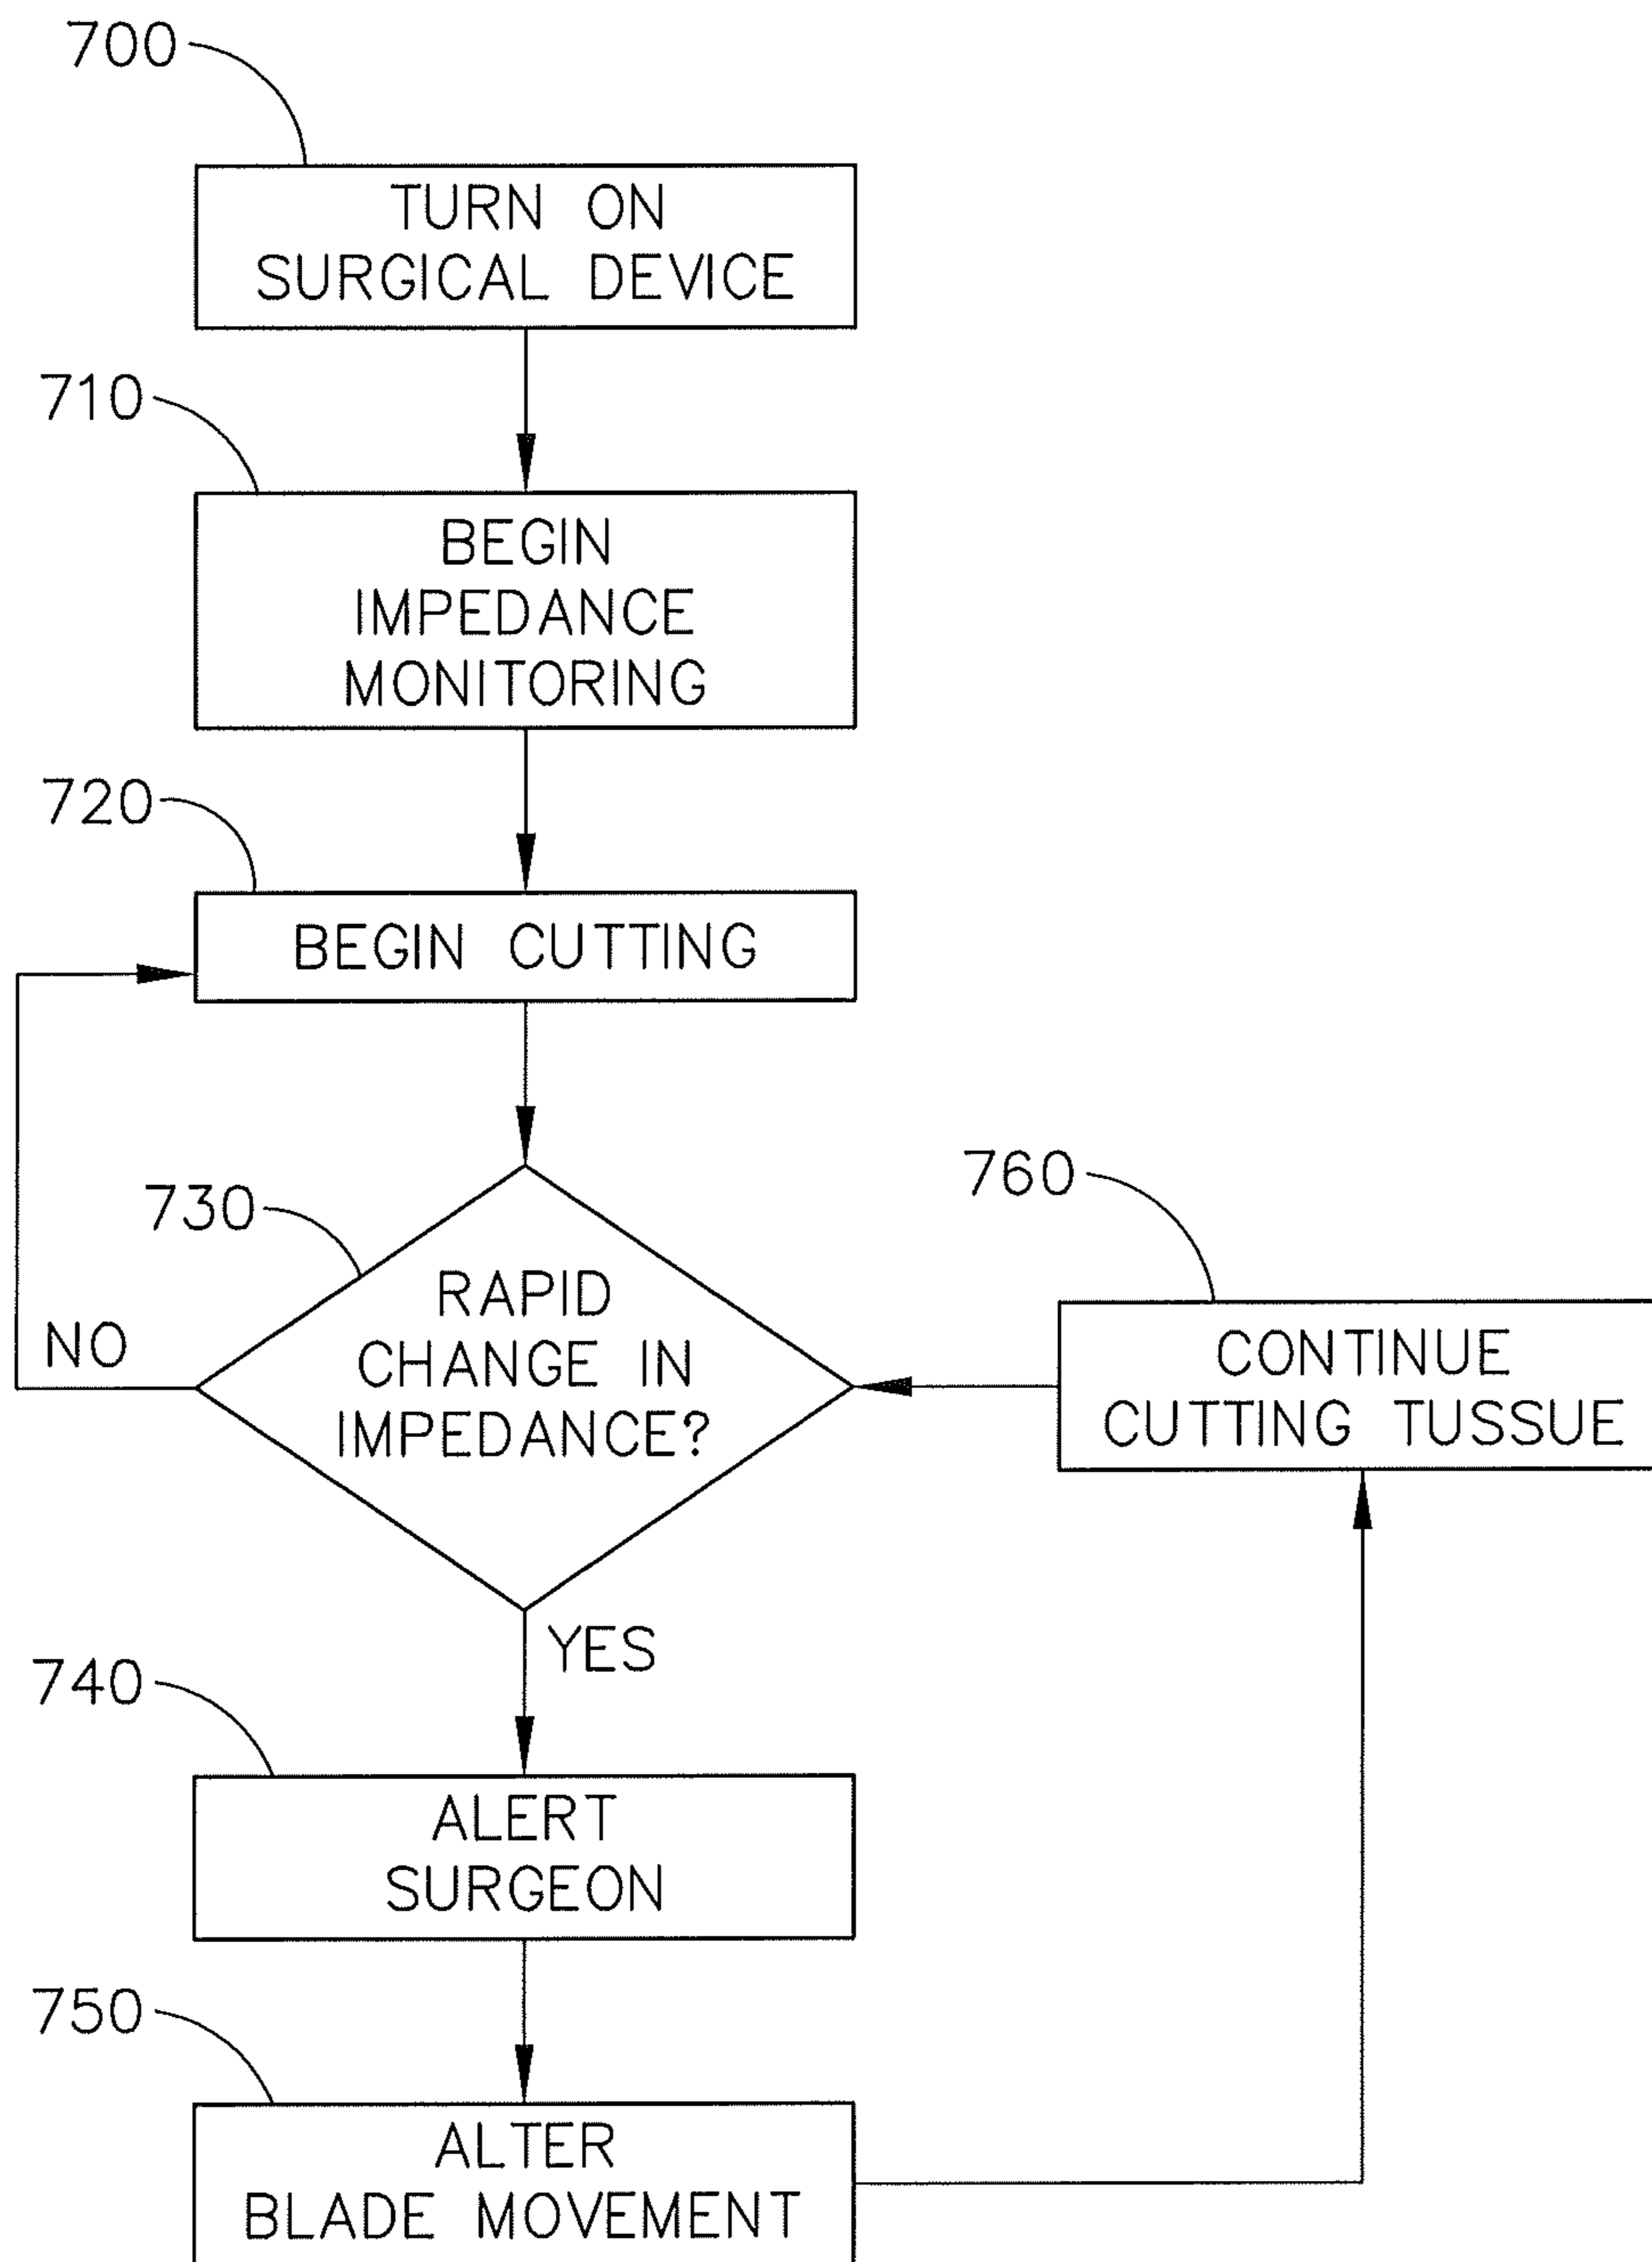 700
TURN ON
SURGICAL DEVICE
710
BEGIN
IMPEDANCE
MONITORING
720
BEGIN CUTTING
730
RAPID
CHANGE IN
IMPEDANCE?
NO
760
CONTINUE
CUTTING TUSSUE
YES
740
ALERT
SURGEON
750
ALTER
BLADE MOVEMENT